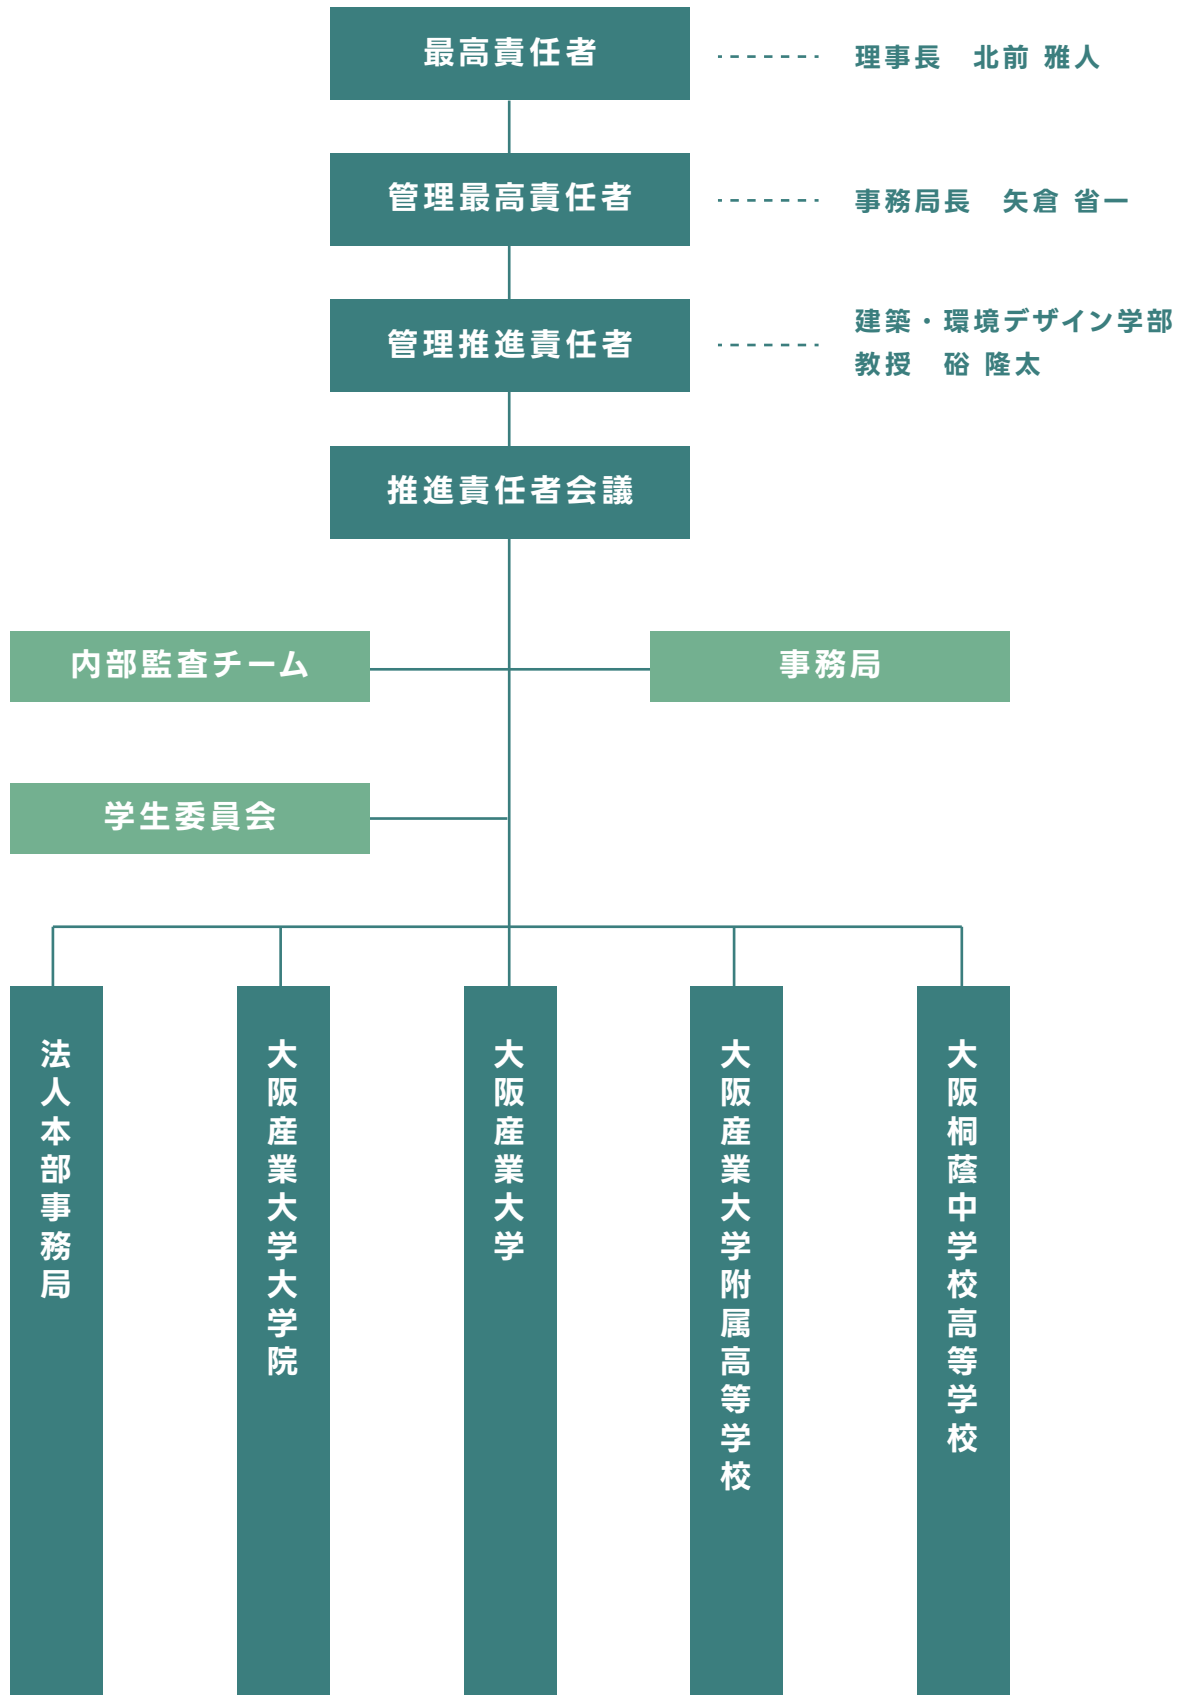 最高責任者
理事長　北前 雅人
管理最高責任者
事務局長　矢倉 省一
管理推進責任者
建築・環境デザイン学部
教授　硲 隆太
推進責任者会議
内部監査チーム
事務局
学生委員会
法人本部事務局
大阪産業大学大学院
大阪産業大学
大阪産業大学附属高等学校
大阪桐蔭中学校高等学校